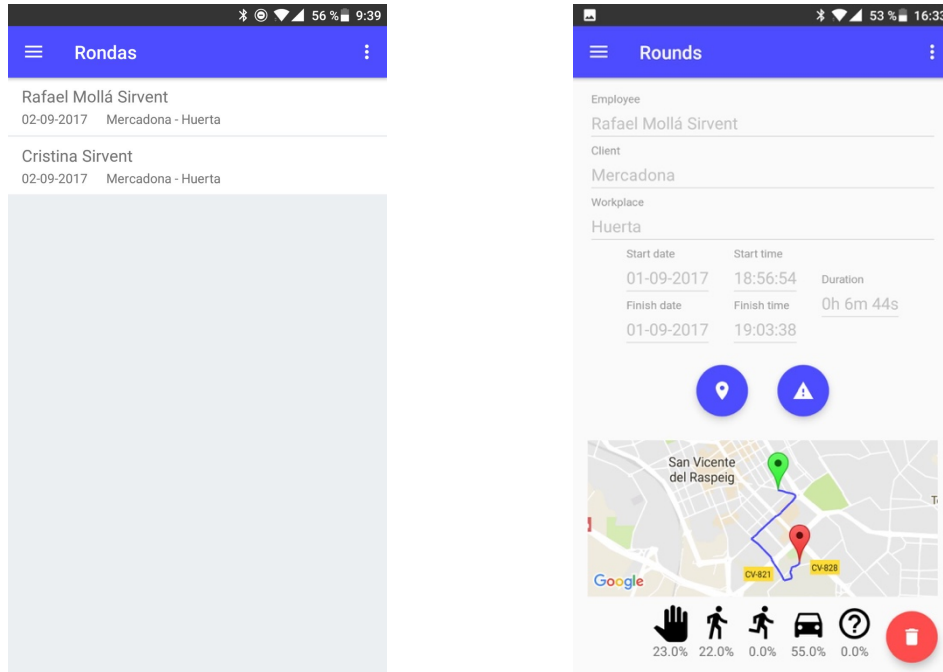 56 % 9:39
Rondas
Rafael Mollá Sirvent
02-09-2017 Mercadona - Huerta
Cristina Sirvent
02-09-2017 Mercadona - Huerta
53 % 16:33
Rounds
Employee
Rafael Mollá Sirvent
Client
Mercadona
Workplace
Huerta
Start date Start time
01-09-2017 18:56:54 Duration
Finish date Finish time 0h 6m 44s
01-09-2017 19:03:38
San Vicente
del Raspeig
CV-821 CV-828
Google
23.0% 22.0% 0.0% 55.0% 0.0%